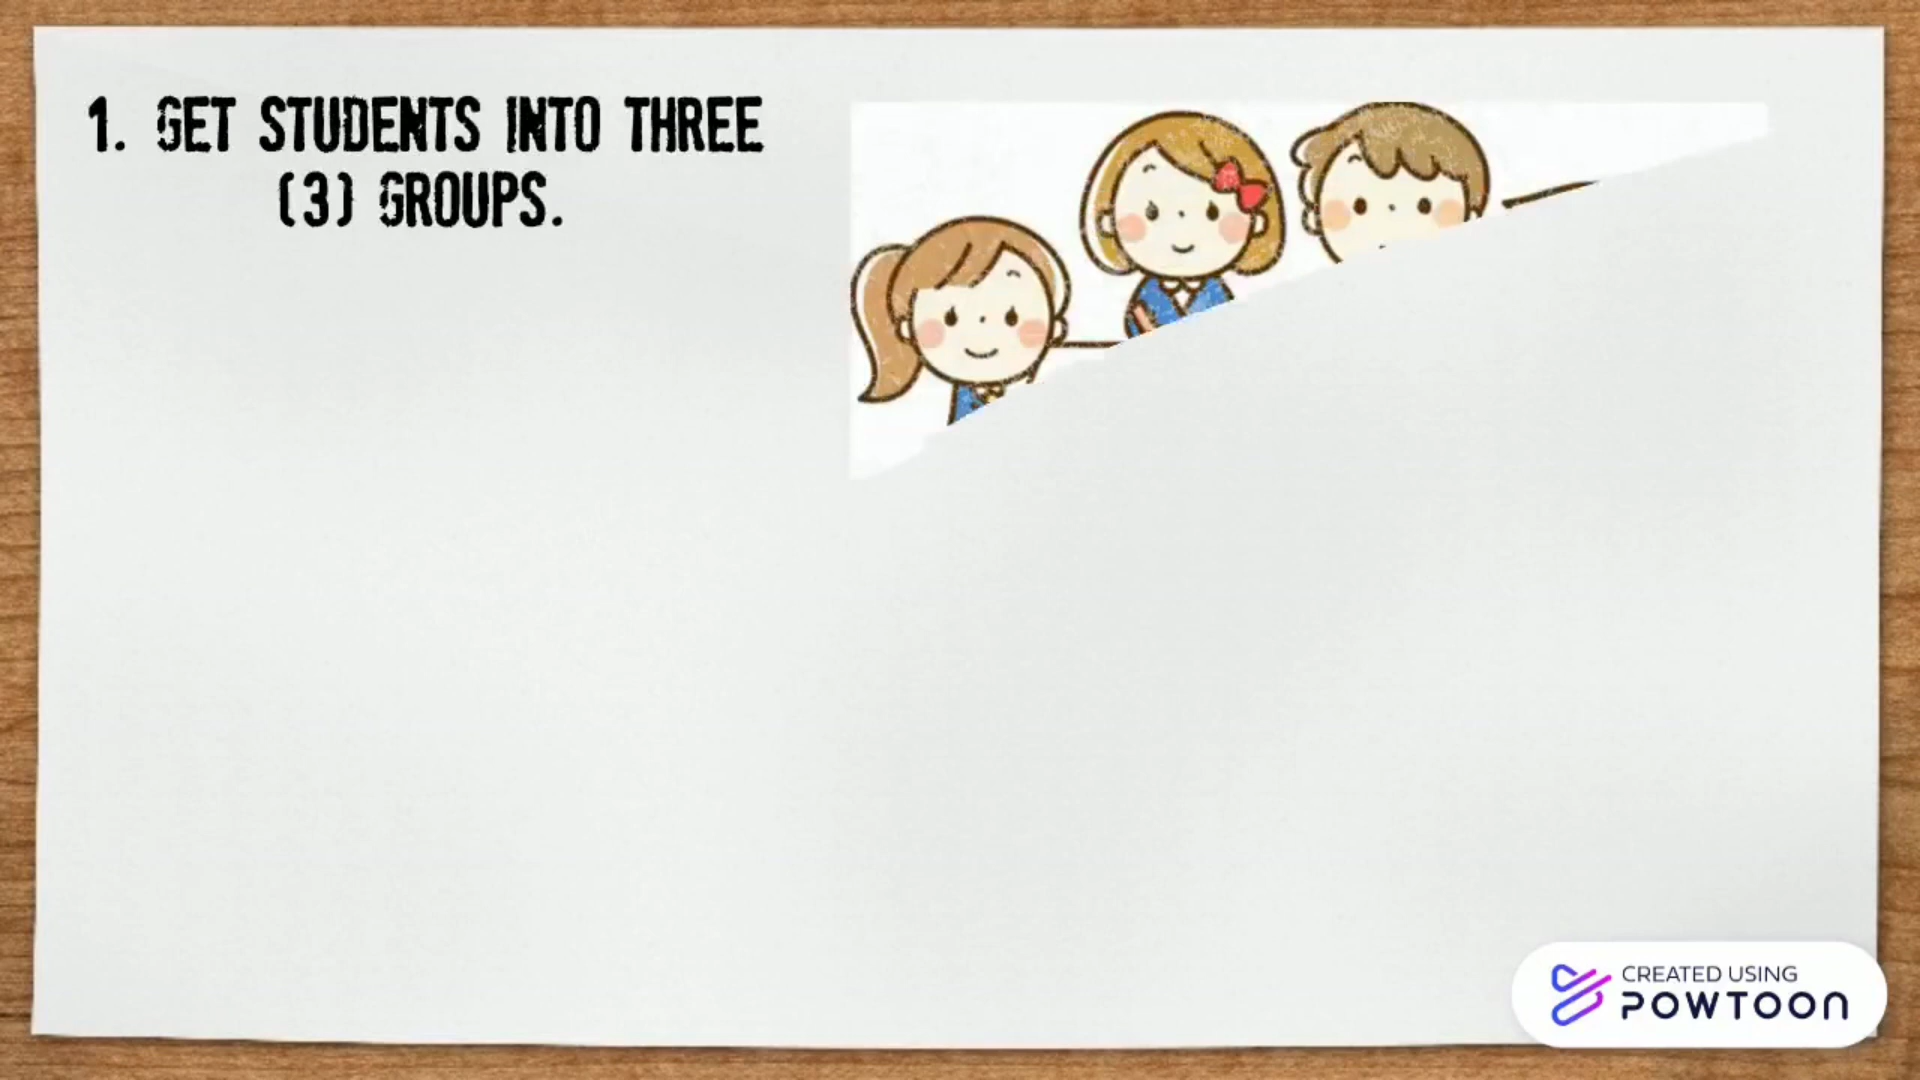 1. GET STUDENTS INTO THREE
(3) GROUPS.
CREATED USING
POWTOON